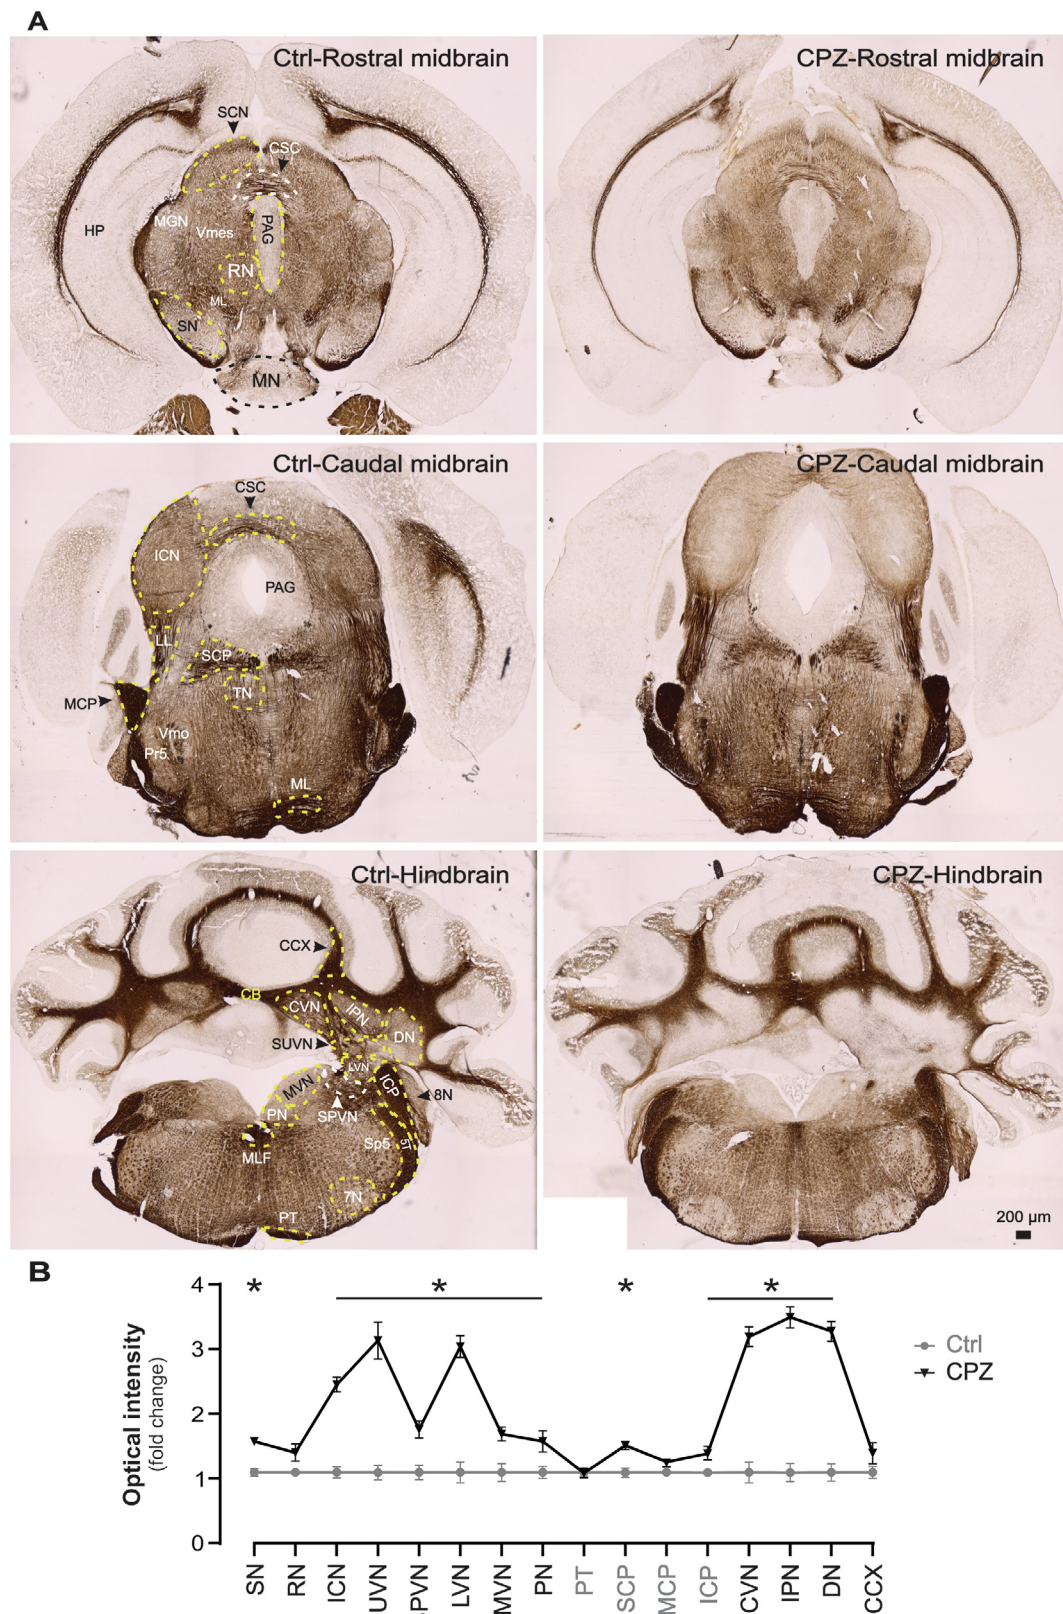 A
Ctrl-Rostral midbrain
CPZ-Rostral midbrain
SCN
CSC
MGN
HP
Vmes
PAG
RN
ML
SN
MN
Ctrl-Caudal midbrain
CPZ-Caudal midbrain
CSC
ICN
PAG
LL
SCP
TN
MCP
Vmo
Pr5
ML
Ctrl-Hindbrain
CPZ-Hindbrain
CCX
CB
CVN
IPN
DN
SUVN
LVN
MVN
ICP
8N
PN
SPVN
Sp5
5T
MLF
7N
PT
200 µm
B
4
3
2
1
0
Optical intensity
(fold change)
* * * *
Ctrl
CPZ
SN
RN
ICN
UVN
PVN
LVN
MVN
PN
PT
SCP
MCP
ICP
CVN
IPN
DN
CCX